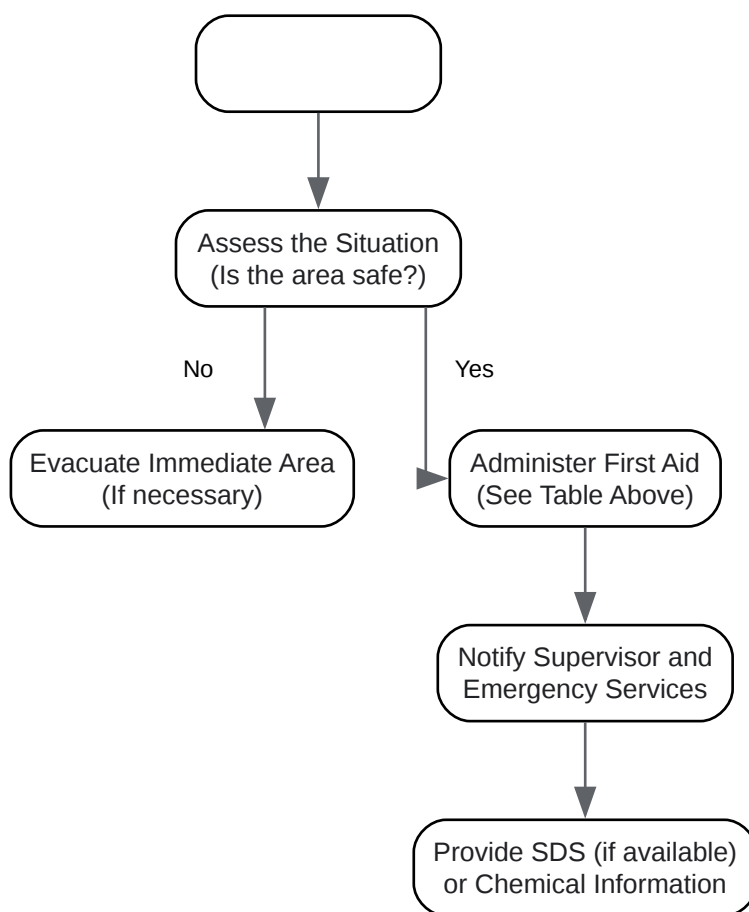 Assess the Situation
(Is the area safe?)
No
Yes
Evacuate Immediate Area
(If necessary)
Administer First Aid
(See Table Above)
Notify Supervisor and
Emergency Services
Provide SDS (if available)
or Chemical Information